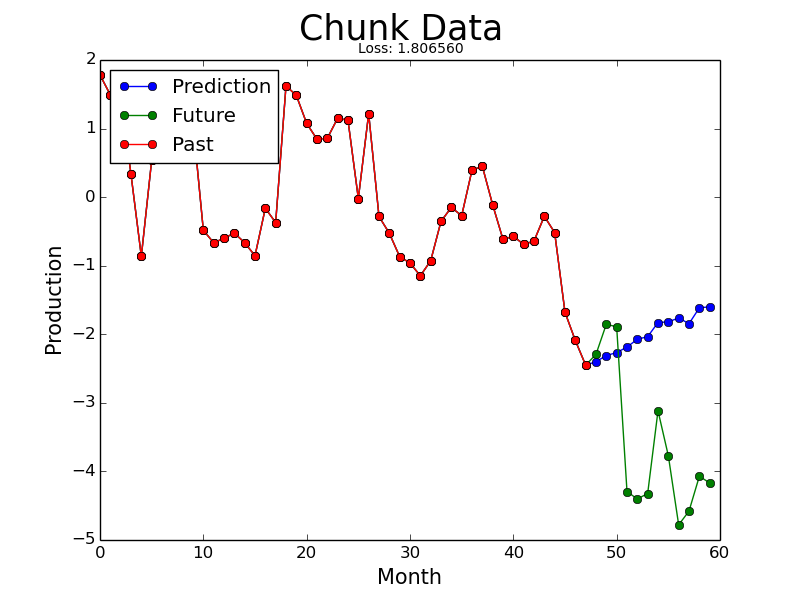 Chunk Data
Loss: 1.806560
Prediction
Future
Past
Production
2
1
0
−1
−2
−3
−4
−5
0 10 20 30 40 50 60
Month